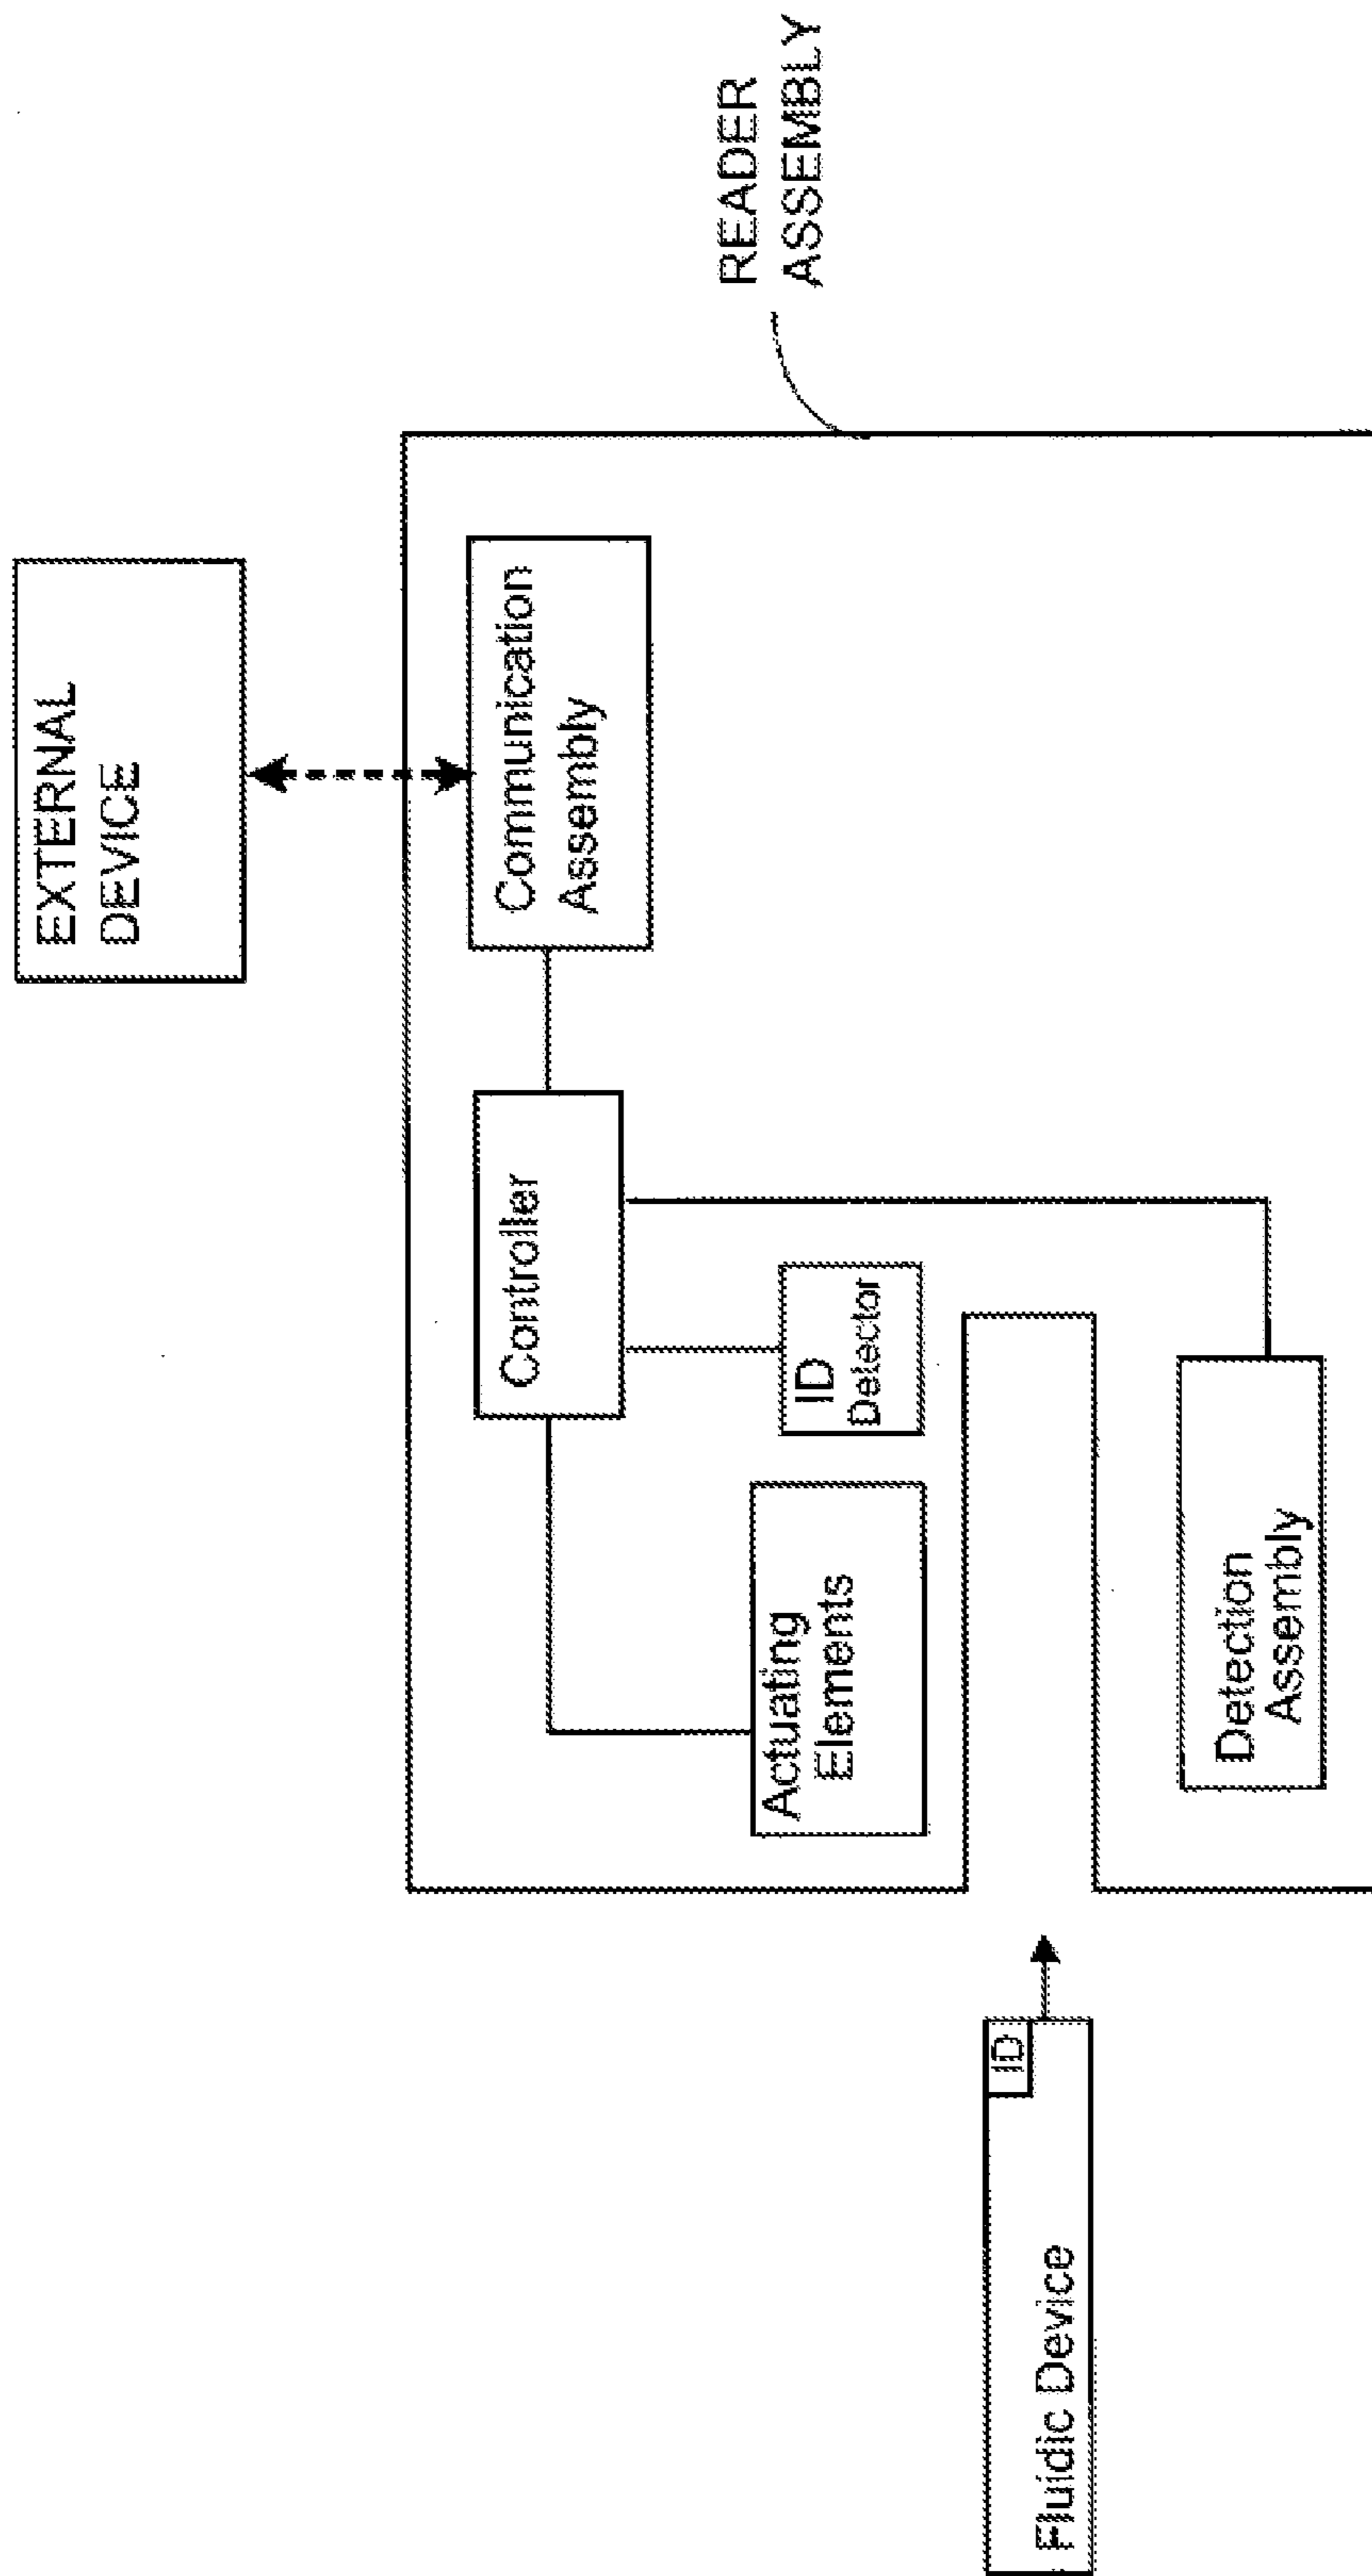 EXTERNAL
DEVICE
READER
ASSEMBLY
Communication
Assembly
Controller
ID
Detector
Actuating
Elements
Detection
Assembly
ID
Fluidic Device